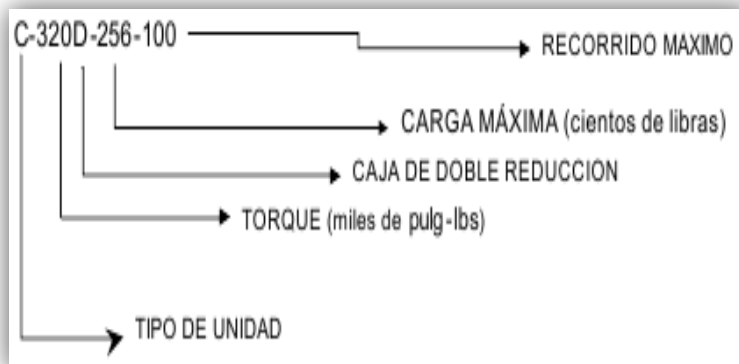 C-320D-256-100
RECORRIDO MAXIMO
CARGA MÁXIMA (cientos de libras)
CAJA DE DOBLE REDUCCION
TORQUE (miles de pulg-lbs)
TIPO DE UNIDAD